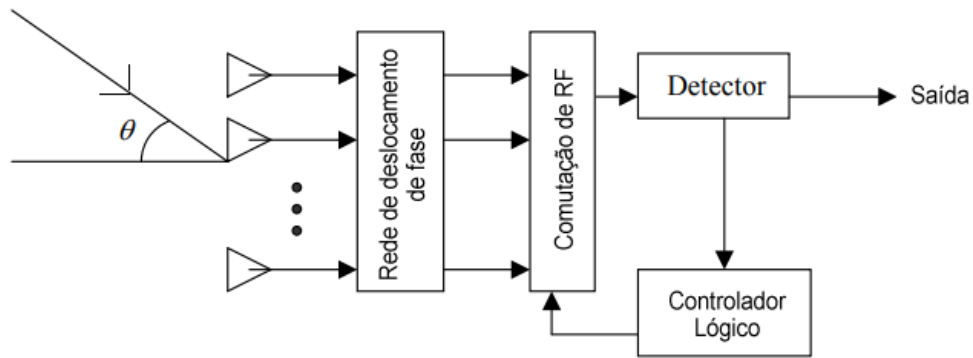 θ
Rede de deslocamento
de fase
Comutação de RF
Detector
Saída
Controlador
Lógico